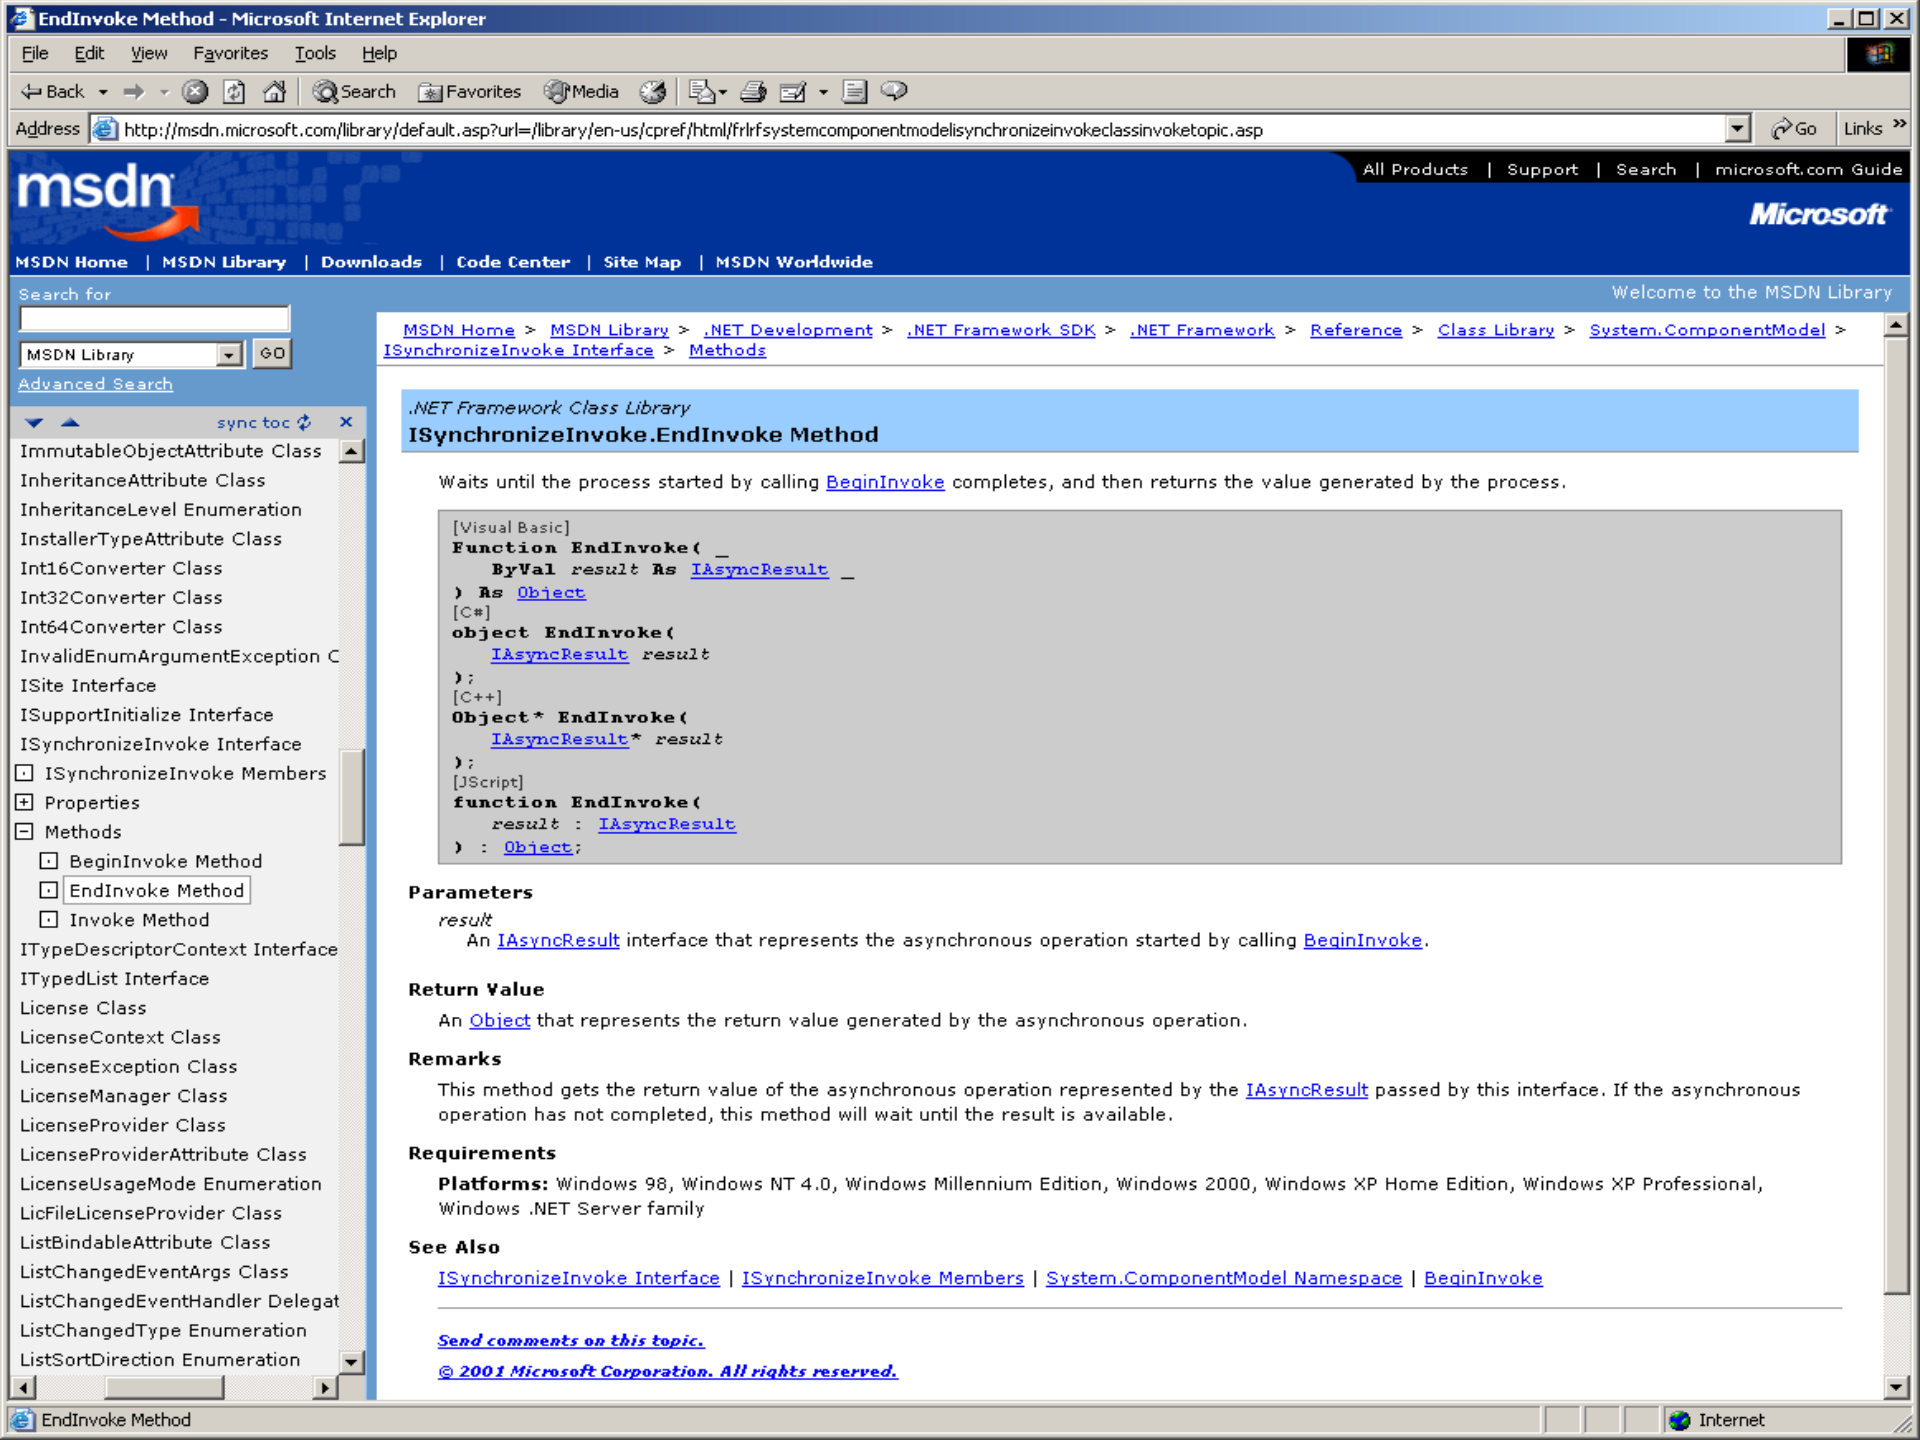 EndInvoke Method - Microsoft Internet Explorer
File Edit View Favorites Tools Help
Back Search Favorites Media
Address http://msdn.microsoft.com/library/default.asp?url=/library/en-us/cpref/html/frlrfsystemcomponentmodelisynchronizeinvokeclassinvoketopic.asp Go Links »
All Products | Support | Search | microsoft.com Guide
msdn
Microsoft
MSDN Home | MSDN Library | Downloads | Code Center | Site Map | MSDN Worldwide
Search for
Welcome to the MSDN Library
MSDN Library GO
Advanced Search
sync toc
ImmutableObjectAttribute Class
InheritanceAttribute Class
InheritanceLevel Enumeration
InstallerTypeAttribute Class
Int16Converter Class
Int32Converter Class
Int64Converter Class
InvalidEnumArgumentException C
ISite Interface
ISupportInitialize Interface
ISynchronizeInvoke Interface
ISynchronizeInvoke Members
Properties
Methods
BeginInvoke Method
EndInvoke Method
Invoke Method
ITypeDescriptorContext Interface
ITypedList Interface
License Class
LicenseContext Class
LicenseException Class
LicenseManager Class
LicenseProvider Class
LicenseProviderAttribute Class
LicenseUsageMode Enumeration
LicFileLicenseProvider Class
ListBindableAttribute Class
ListChangedEventArgs Class
ListChangedEventHandler Delegat
ListChangedType Enumeration
ListSortDirection Enumeration
MSDN Home > MSDN Library > .NET Development > .NET Framework SDK > .NET Framework > Reference > Class Library > System.ComponentModel >
ISynchronizeInvoke Interface > Methods
.NET Framework Class Library
ISynchronizeInvoke.EndInvoke Method
Waits until the process started by calling BeginInvoke completes, and then returns the value generated by the process.
[Visual Basic]
Function EndInvoke( _
ByVal result As IAsyncResult _
) As Object
[C#]
object EndInvoke(
IAsyncResult result
);
[C++]
Object* EndInvoke(
IAsyncResult* result
);
[JScript]
function EndInvoke(
result : IAsyncResult
) : Object;
Parameters
result
An IAsyncResult interface that represents the asynchronous operation started by calling BeginInvoke.
Return Value
An Object that represents the return value generated by the asynchronous operation.
Remarks
This method gets the return value of the asynchronous operation represented by the IAsyncResult passed by this interface. If the asynchronous
operation has not completed, this method will wait until the result is available.
Requirements
Platforms: Windows 98, Windows NT 4.0, Windows Millennium Edition, Windows 2000, Windows XP Home Edition, Windows XP Professional,
Windows .NET Server family
See Also
ISynchronizeInvoke Interface | ISynchronizeInvoke Members | System.ComponentModel Namespace | BeginInvoke
Send comments on this topic.
© 2001 Microsoft Corporation. All rights reserved.
EndInvoke Method
Internet